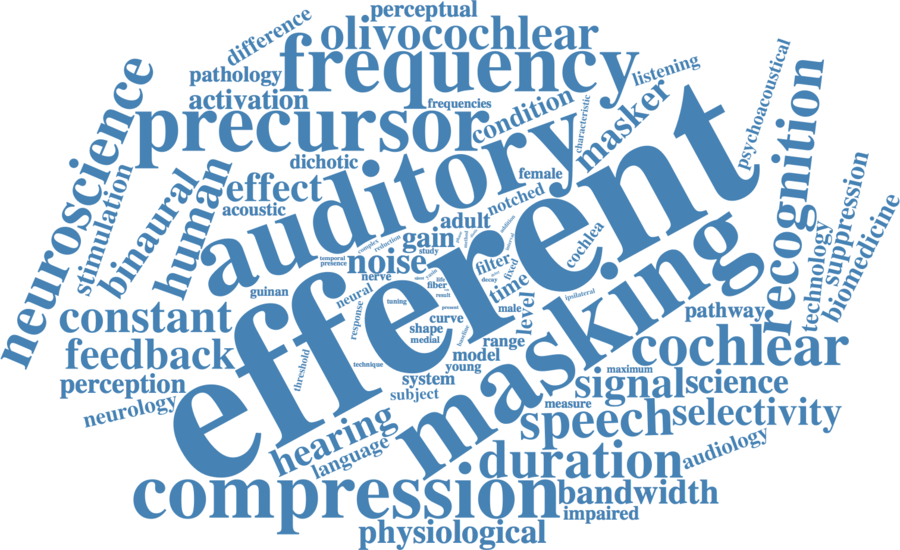 perceptual
difference
olivocochlear
frequency
pathology
listening
activation
frequencies
precursor
condition
characteristic
masker
psychoacoustical
recognition
neuroscience
stimulation
binaural
human
dichotic
effect
acoustic
auditory
female
notched
adult
efferent
suppression
technology
biomedicine
gain
study
complex
reduction
addition
temporal
presence
noise
nerve
filter
fixed
cochlea
decay
time
life
fiber
result
guinan
neural
tuning
present
male
level
ipsilateral
masking
pathway
response
curve
shape
medial
baseline
range
constant
feedback
perception
neurology
threshold
technique
model
young
system
subject
cochlear
maximum
signal
science
measure
hearing
language
speech
selectivity
duration
audiology
compression
bandwidth
impaired
physiological